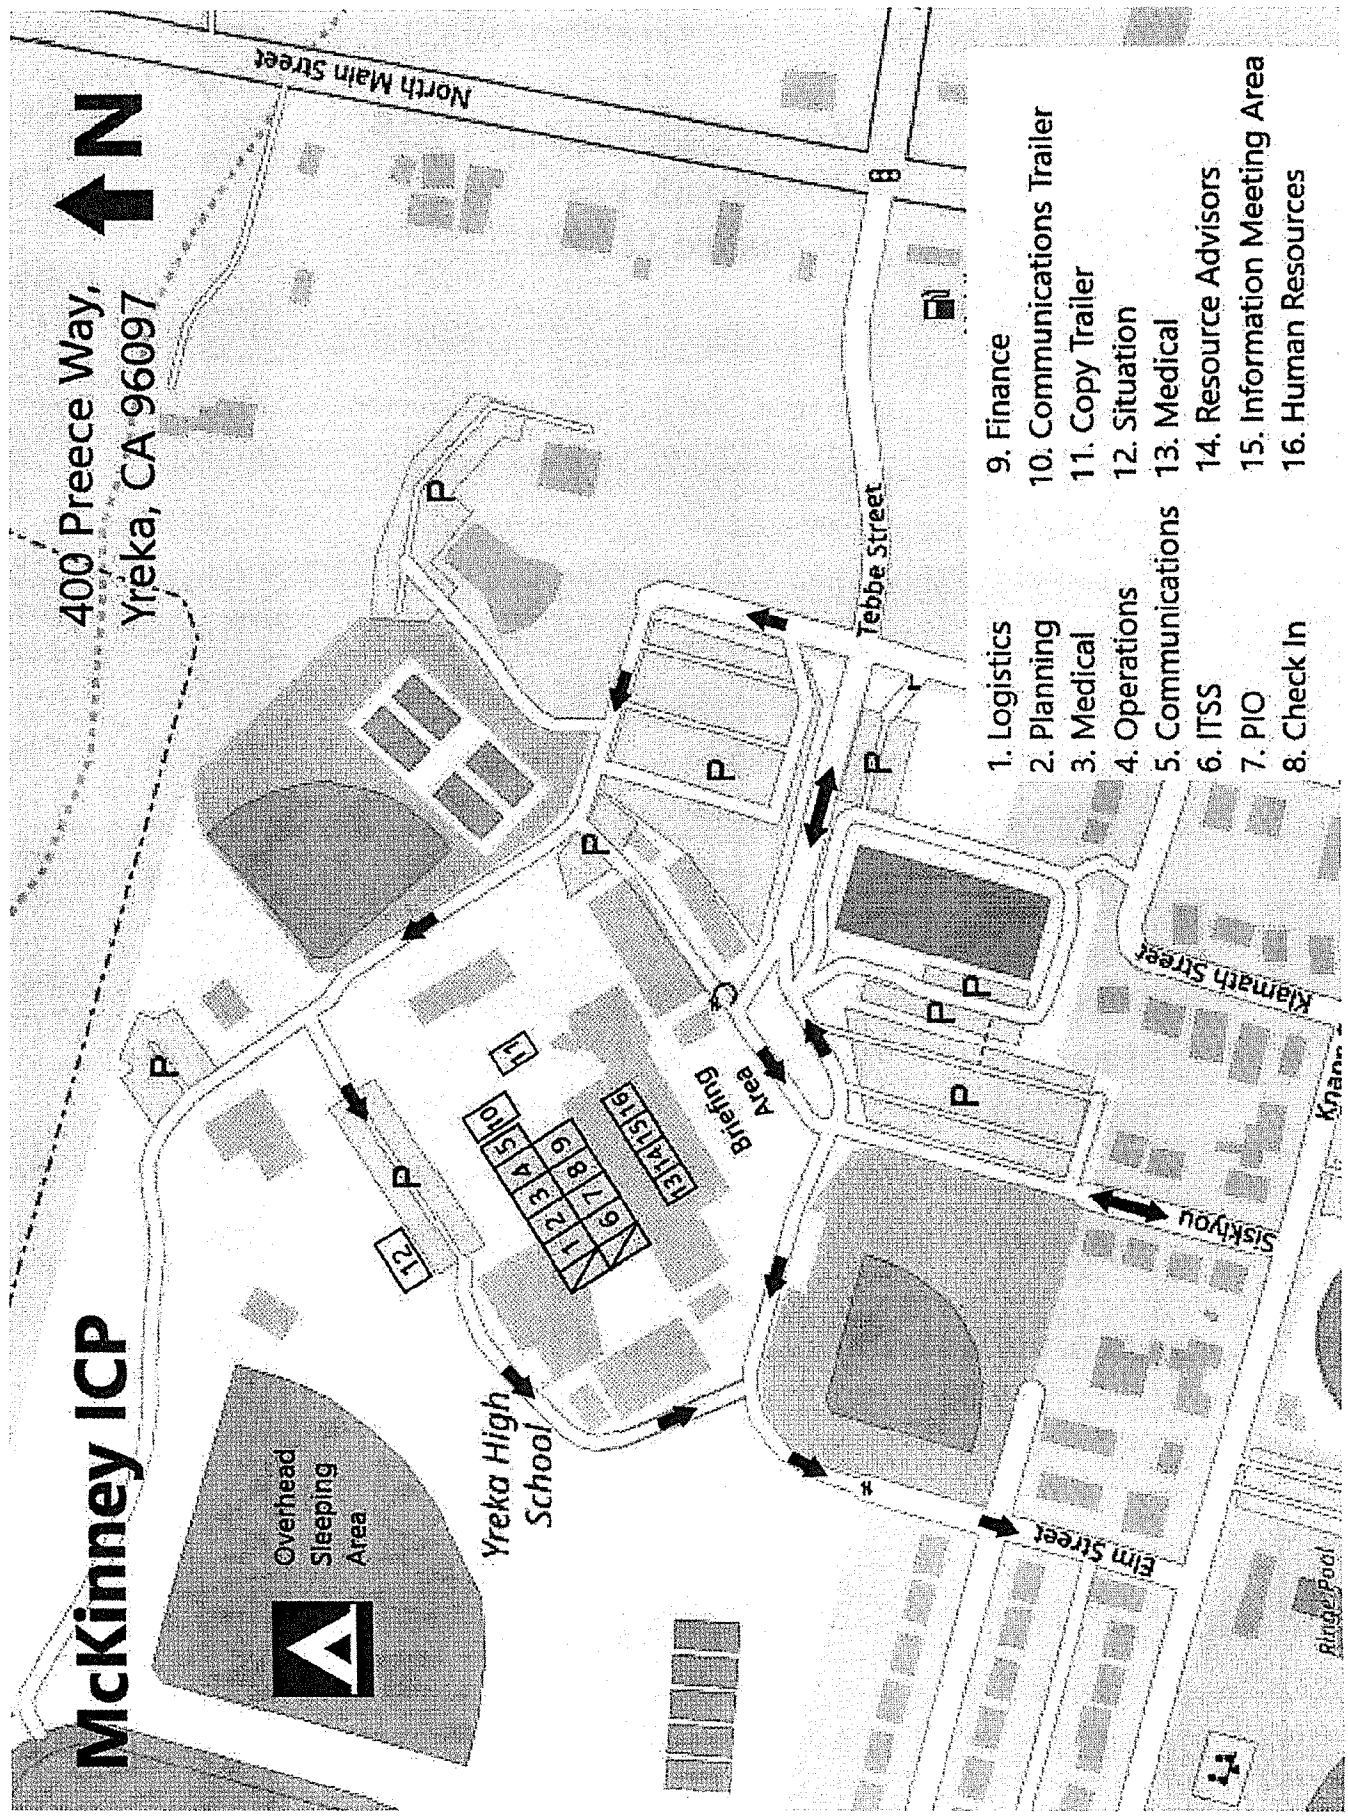 McKinney ICP
400 Preece Way,
Yreka, CA 96097
N
North Main Street
Overhead
Sleeping
Area
Yreka High
School
P
P
P
P
P
P
P
P
P
12
11
1 2 3 4 5 10
6 7 8 9
13 14 15 16
Briefing
Area
Tebbe Street
Siskiyou
Klamath Street
Elm Street
Knapp
Ringe Pool
1. Logistics
2. Planning
3. Medical
4. Operations
5. Communications
6. ITSS
7. PIO
8. Check In
9. Finance
10. Communications Trailer
11. Copy Trailer
12. Situation
13. Medical
14. Resource Advisors
15. Information Meeting Area
16. Human Resources